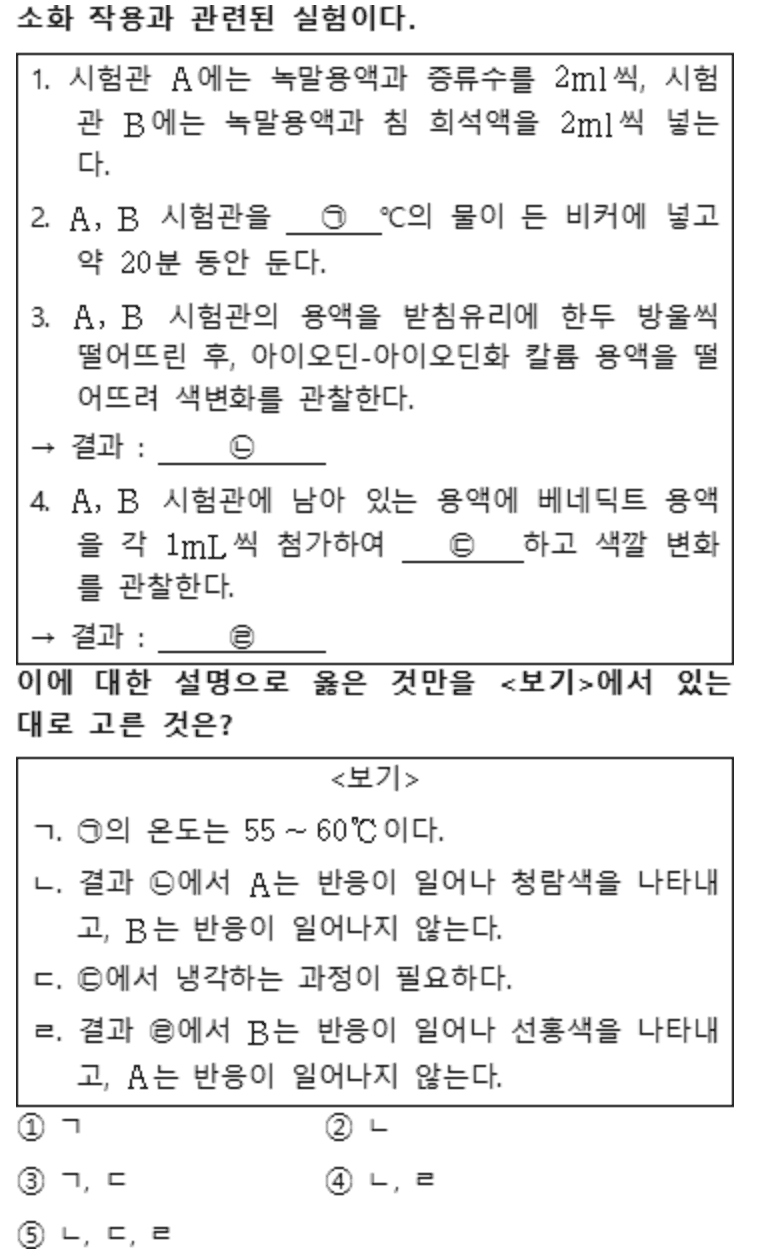 소화 작용과 관련된 실험이다.
1. 시험관 A에는 녹말용액과 증류수를 2ml씩, 시험
관 B에는 녹말용액과 침 희석액을 2ml씩 넣는
다.
2. A, B 시험관을 ㉠ ℃의 물이 든 비커에 넣고
약 20분 동안 둔다.
3. A, B 시험관의 용액을 받침유리에 한두 방울씩
떨어뜨린 후, 아이오딘-아이오딘화 칼륨 용액을 떨
어뜨려 색변화를 관찰한다.
→ 결과 : ㉡
4. A, B 시험관에 남아 있는 용액에 베네딕트 용액
을 각 1mL씩 첨가하여 ㉢ 하고 색깔 변화
를 관찰한다.
→ 결과 : ㉣
이에 대한 설명으로 옳은 것만을 <보기>에서 있는
대로 고른 것은?
<보기>
ㄱ. ㉠의 온도는 55 ~ 60℃이다.
ㄴ. 결과 ㉡에서 A는 반응이 일어나 청람색을 나타내
고, B는 반응이 일어나지 않는다.
ㄷ. ㉢에서 냉각하는 과정이 필요하다.
ㄹ. 결과 ㉣에서 B는 반응이 일어나 선홍색을 나타내
고, A는 반응이 일어나지 않는다.
① ㄱ ② ㄴ
③ ㄱ, ㄷ ④ ㄴ, ㄹ
⑤ ㄴ, ㄷ, ㄹ